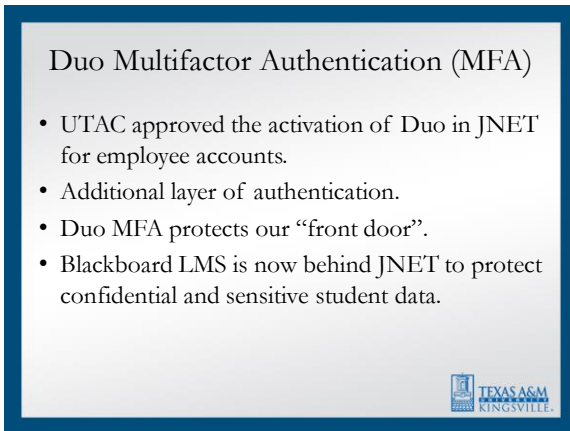 Duo Multifactor Authentication (MFA)
• UTAC approved the activation of Duo in JNET
for employee accounts.
• Additional layer of authentication.
• Duo MFA protects our “front door”.
• Blackboard LMS is now behind JNET to protect
confidential and sensitive student data.
TEXAS A&M
UNIVERSITY
KINGSVILLE.